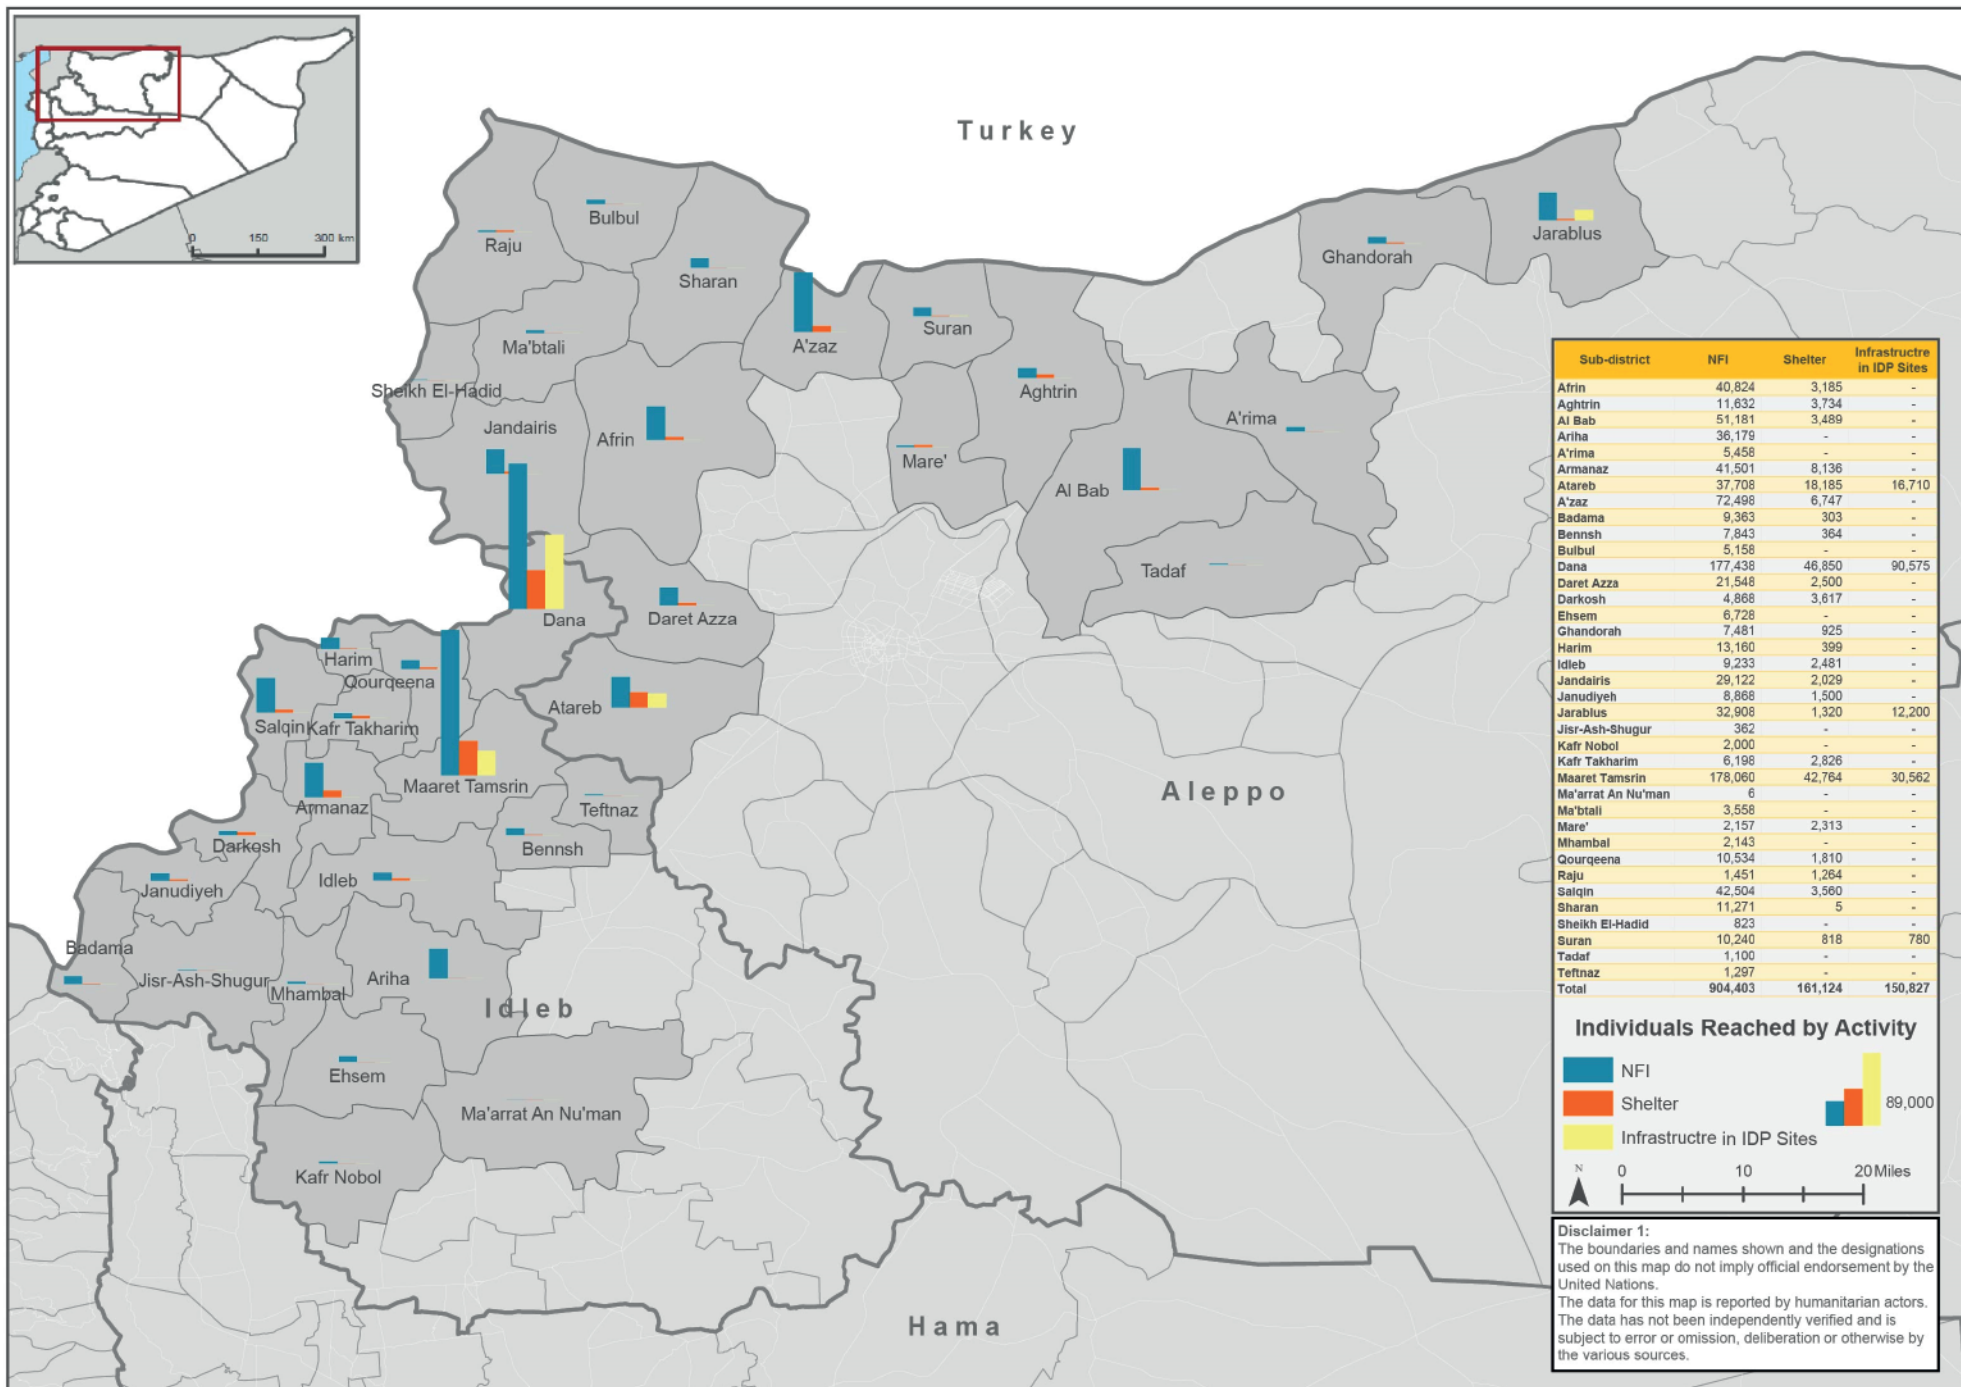 0 150 300 km
Turkey
Bulbul
Raju
Jarablus
Ghandorah
Sharan
Suran
Ma'btali
A'zaz
Sheikh El-Hadid
Aghtrin
A'rima
Jandairis
Afrin
Mare'
Al Bab
Tadaf
Dana
Daret Azza
Harim
Qourqeena
Atareb
Salqin
Kafr Takharim
Maaret Tamsrin
Aleppo
Armanaz
Teftnaz
Darkosh
Bennsh
Janudiyeh
Idleb
Badama
Jisr-Ash-Shugur
Mhambal
Ariha
Idleb
Ehsem
Ma'arrat An Nu'man
Kafr Nobol
Hama
Sub-district NFI Shelter Infrastructre in IDP Sites
Afrin 40,824 3,185 -
Aghtrin 11,632 3,734 -
Al Bab 51,181 3,489 -
Ariha 36,179 - -
A'rima 5,458 - -
Armanaz 41,501 8,136 -
Atareb 37,708 18,185 16,710
A'zaz 72,498 6,747 -
Badama 9,363 303 -
Bennsh 7,843 364 -
Bulbul 5,158 - -
Dana 177,438 46,850 90,575
Daret Azza 21,548 2,500 -
Darkosh 4,868 3,617 -
Ehsem 6,728 - -
Ghandorah 7,481 925 -
Harim 13,160 399 -
Idleb 9,233 2,481 -
Jandairis 29,122 2,029 -
Janudiyeh 8,868 1,500 -
Jarablus 32,908 1,320 12,200
Jisr-Ash-Shugur 362 - -
Kafr Nobol 2,000 - -
Kafr Takharim 6,198 2,826 -
Maaret Tamsrin 178,060 42,764 30,562
Ma'arrat An Nu'man 6 - -
Ma'btali 3,558 - -
Mare' 2,157 2,313 -
Mhambal 2,143 - -
Qourqeena 10,534 1,810 -
Raju 1,451 1,264 -
Salqin 42,504 3,560 -
Sharan 11,271 5 -
Sheikh El-Hadid 823 - -
Suran 10,240 818 780
Tadaf 1,100 - -
Teftnaz 1,297 - -
Total 904,403 161,124 150,827
Individuals Reached by Activity
NFI
Shelter
Infrastructre in IDP Sites
89,000
N
0 10 20 Miles
Disclaimer 1:
The boundaries and names shown and the designations
used on this map do not imply official endorsement by the
United Nations.
The data for this map is reported by humanitarian actors.
The data has not been independently verified and is
subject to error or omission, deliberation or otherwise by
the various sources.